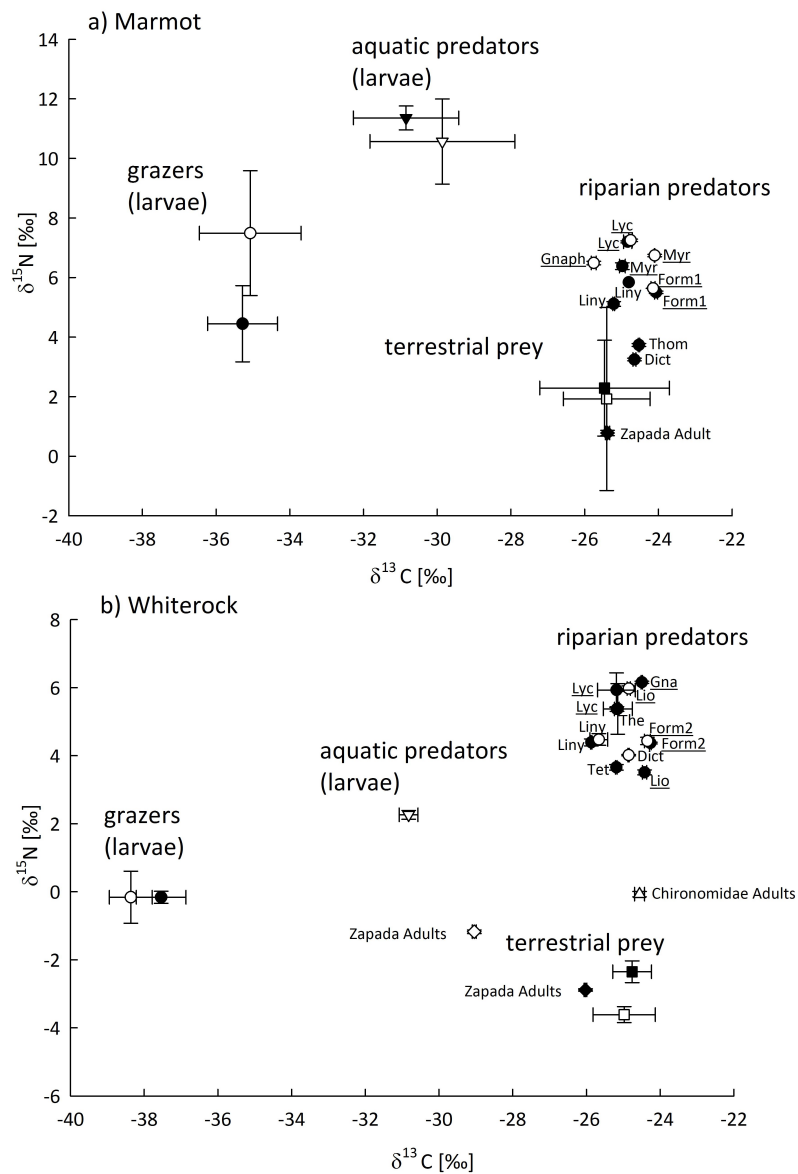 a) Marmot
14
12
10
8
6
4
2
0
-2
δ15N [‰]
aquatic predators
(larvae)
grazers
(larvae)
riparian predators
Lyc
Lyc
Gnaph
Myr
Myr
Form1
Liny
Liny
Form1
terrestrial prey
Thom
Dict
Zapada Adult
-40 -38 -36 -34 -32 -30 -28 -26 -24 -22
δ13 C [‰]
b) Whiterock
8
6
4
2
0
-2
-4
-6
δ15N [‰]
riparian predators
Lyc
Gna
Lio
Lyc
The
Liny
Form2
Liny
Form2
Dict
Tet
Lio
aquatic predators
(larvae)
grazers
(larvae)
Chironomidae Adults
Zapada Adults
terrestrial prey
Zapada Adults
-40 -38 -36 -34 -32 -30 -28 -26 -24 -22
δ13 C [‰]